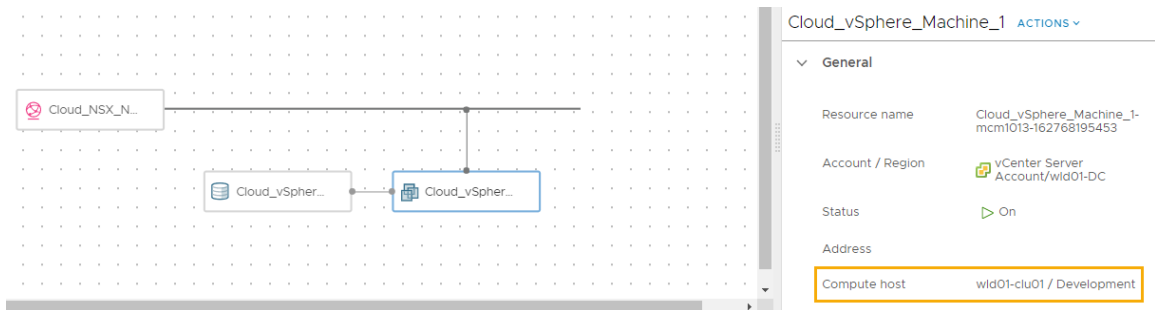 Cloud_vSphere_Machine_1 ACTIONS
General
Cloud_NSX_N...
Resource name Cloud_vSphere_Machine_1-
mcm1013-162768195453
Account / Region vCenter Server
Account/wld01-DC
Cloud_vSpher... Cloud_vSpher...
Status On
Address
Compute host wld01-clu01 / Development